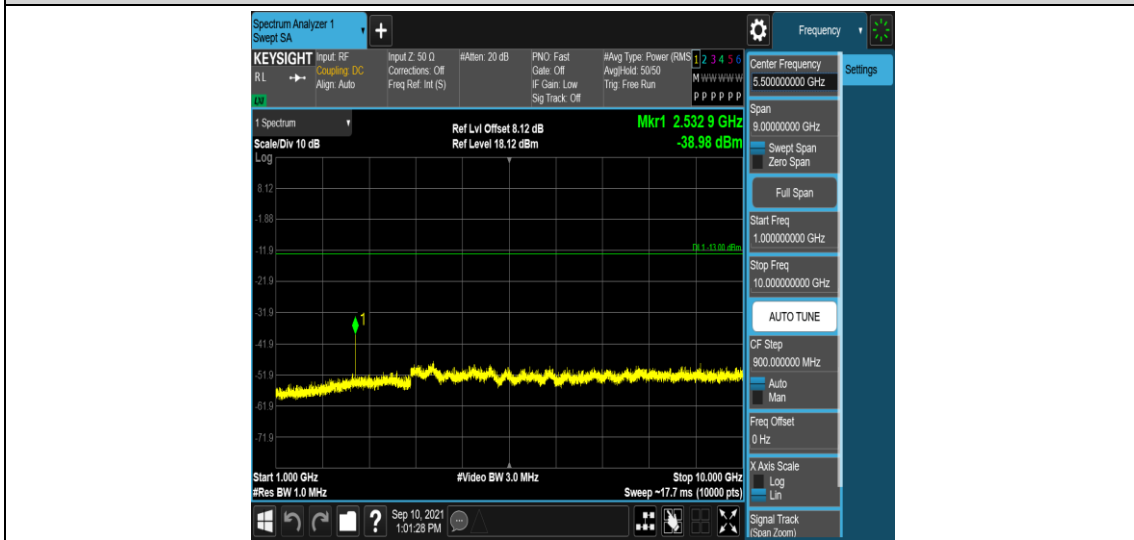 Spectrum Analyzer 1
Swept SA
+
Frequency
KEYSIGHT
RL
LXI
Input: RF
Coupling: DC
Align: Auto
Input Z: 50 Ω
Corrections: Off
Freq Ref: Int (S)
#Atten: 20 dB
PNO: Fast
Gate: Off
IF Gain: Low
Sig Track: Off
#Avg Type: Power (RMS
Avg|Hold: 50/50
Trig: Free Run
1 2 3 4 5 6
M W W W W W
P P P P P P
1 Spectrum
Scale/Div 10 dB
Log
Ref Lvl Offset 8.12 dB
Ref Level 18.12 dBm
Mkr1 2.532 9 GHz
-38.98 dBm
8.12
-1.88
-11.9
DL1 -13.00 dBm
-21.9
-31.9
1
-41.9
-51.9
-61.9
-71.9
Start 1.000 GHz
#Res BW 1.0 MHz
#Video BW 3.0 MHz
Stop 10.000 GHz
Sweep ~17.7 ms (10000 pts)
Center Frequency
5.500000000 GHz
Settings
Span
9.00000000 GHz
Swept Span
Zero Span
Full Span
Start Freq
1.000000000 GHz
Stop Freq
10.000000000 GHz
AUTO TUNE
CF Step
900.000000 MHz
Auto
Man
Freq Offset
0 Hz
X Axis Scale
Log
Lin
Signal Track
(Span Zoom)
?
Sep 10, 2021
1:01:28 PM